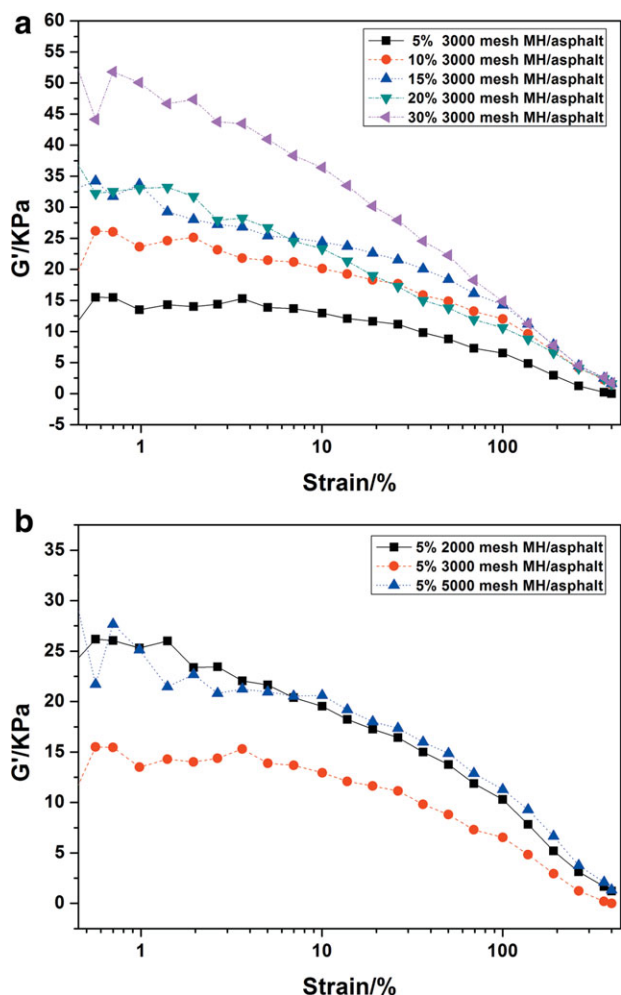 a
60
55
50
45
40
35
30
25
20
15
10
5
0
-5
G'/KPa
5% 3000 mesh MH/asphalt
10% 3000 mesh MH/asphalt
15% 3000 mesh MH/asphalt
20% 3000 mesh MH/asphalt
30% 3000 mesh MH/asphalt
1 10 100
Strain/%
b
35
30
25
20
15
10
5
0
G'/KPa
5% 2000 mesh MH/asphalt
5% 3000 mesh MH/asphalt
5% 5000 mesh MH/asphalt
1 10 100
Strain/%